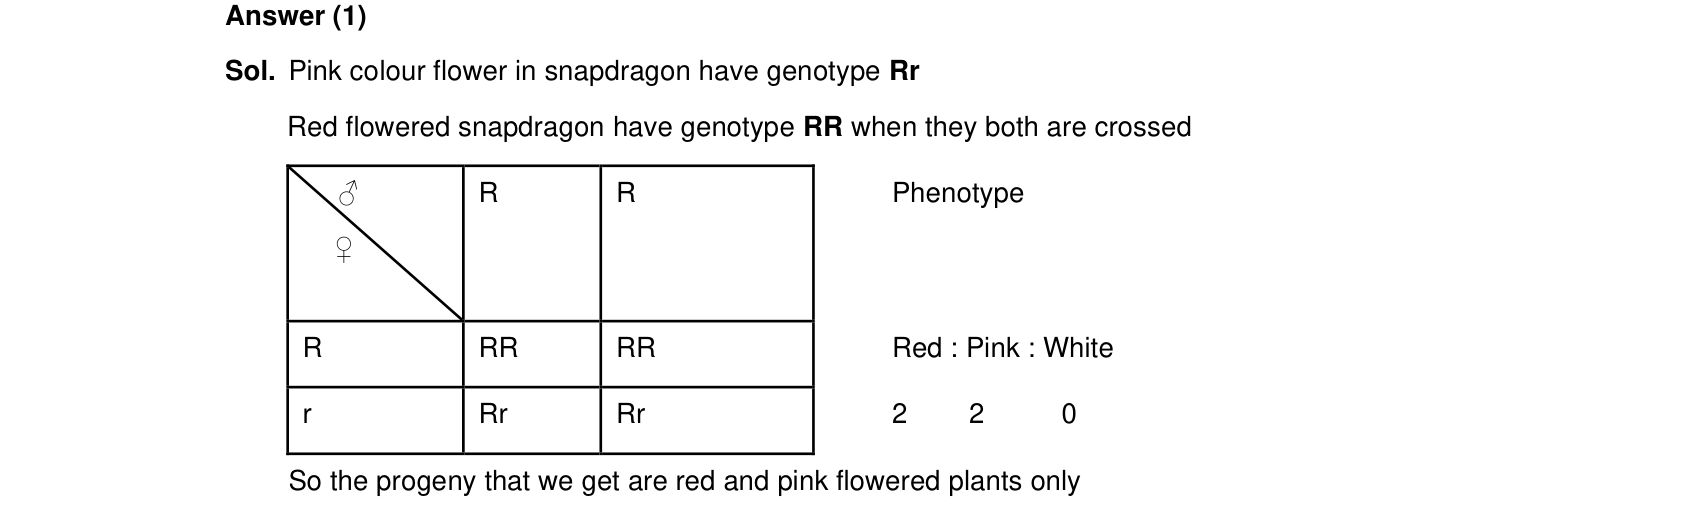 Answer (1)
Sol. Pink colour flower in snapdragon have genotype Rr
Red flowered snapdragon have genotype RR when they both are crossed
♂ R R Phenotype
♀
R RR RR Red : Pink : White
r Rr Rr 2 2 0
So the progeny that we get are red and pink flowered plants only